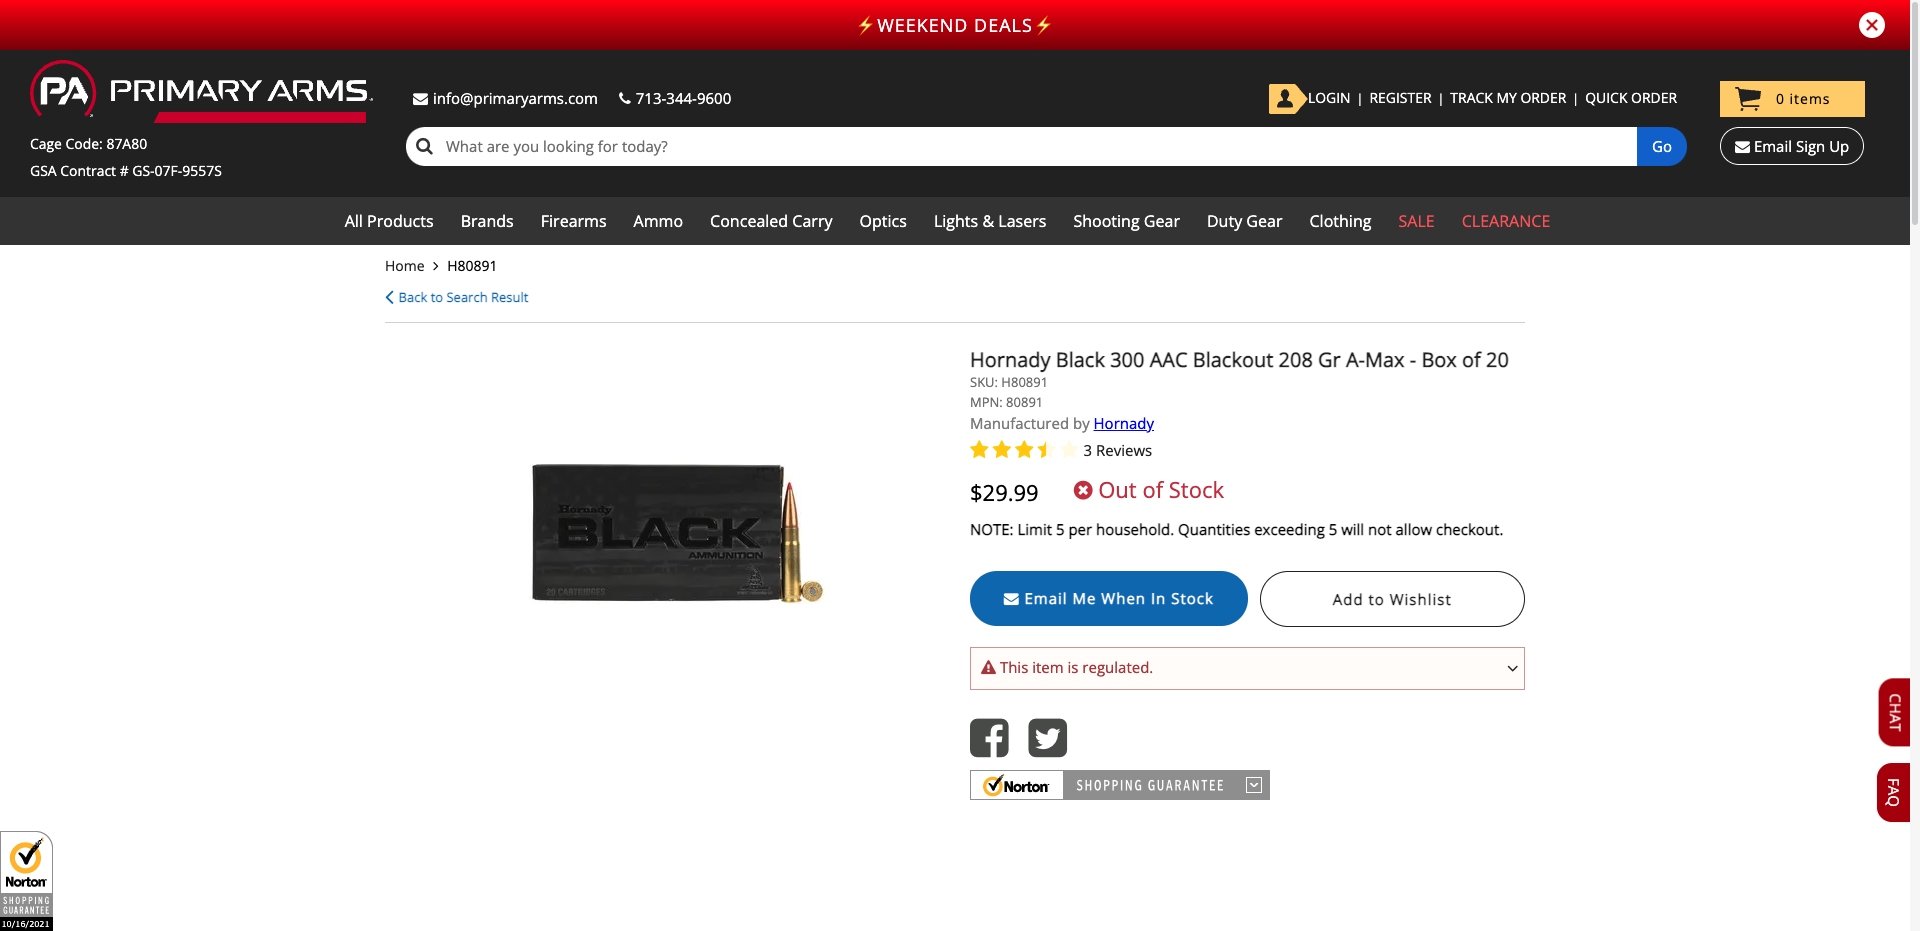 ⚡WEEKEND DEALS⚡
PA PRIMARY ARMS
info@primaryarms.com 713-344-9600
LOGIN | REGISTER | TRACK MY ORDER | QUICK ORDER
0 items
Cage Code: 87A80
GSA Contract # GS-07F-9557S
What are you looking for today?
Go
Email Sign Up
All Products Brands Firearms Ammo Concealed Carry Optics Lights & Lasers Shooting Gear Duty Gear Clothing SALE CLEARANCE
Home > H80891
Back to Search Result
Hornady Black 300 AAC Blackout 208 Gr A-Max - Box of 20
SKU: H80891
MPN: 80891
Manufactured by Hornady
3 Reviews
$29.99 Out of Stock
NOTE: Limit 5 per household. Quantities exceeding 5 will not allow checkout.
Email Me When In Stock Add to Wishlist
This item is regulated.
Norton SHOPPING GUARANTEE
Hornady
BLACK
AMMUNITION
20 CARTRIDGES
CHAT
FAQ
Norton
SHOPPING
GUARANTEE
10/16/2021